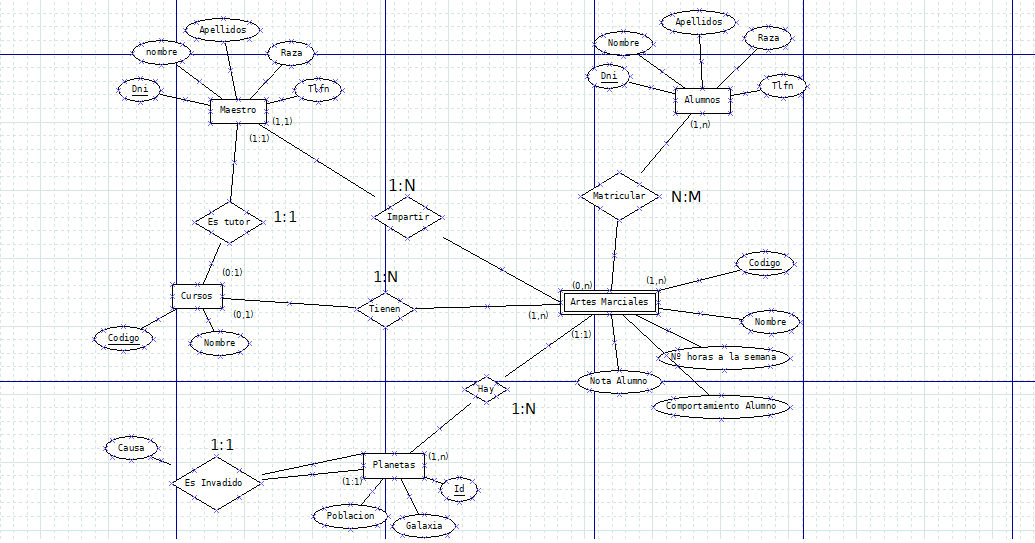 Apellidos
nombre
Raza
Dni
Tlfn
Maestro
(1,1)
(1:1)
Apellidos
Nombre
Raza
Dni
Tlfn
Alumnos
(1,n)
1:N
Matricular
N:M
Es tutor
1:1
Impartir
(0:1)
1:N
(0,n)
(1,n)
Codigo
Cursos
Artes Marciales
Tienen
(0,1)
(1,n)
Nombre
Codigo
Nombre
(1:1)
Nº horas a la semana
Nota Alumno
Hay
1:N
Comportamiento Alumno
Causa
1:1
(1,n)
Planetas
Es Invadido
(1:1)
Id
Poblacion
Galaxia